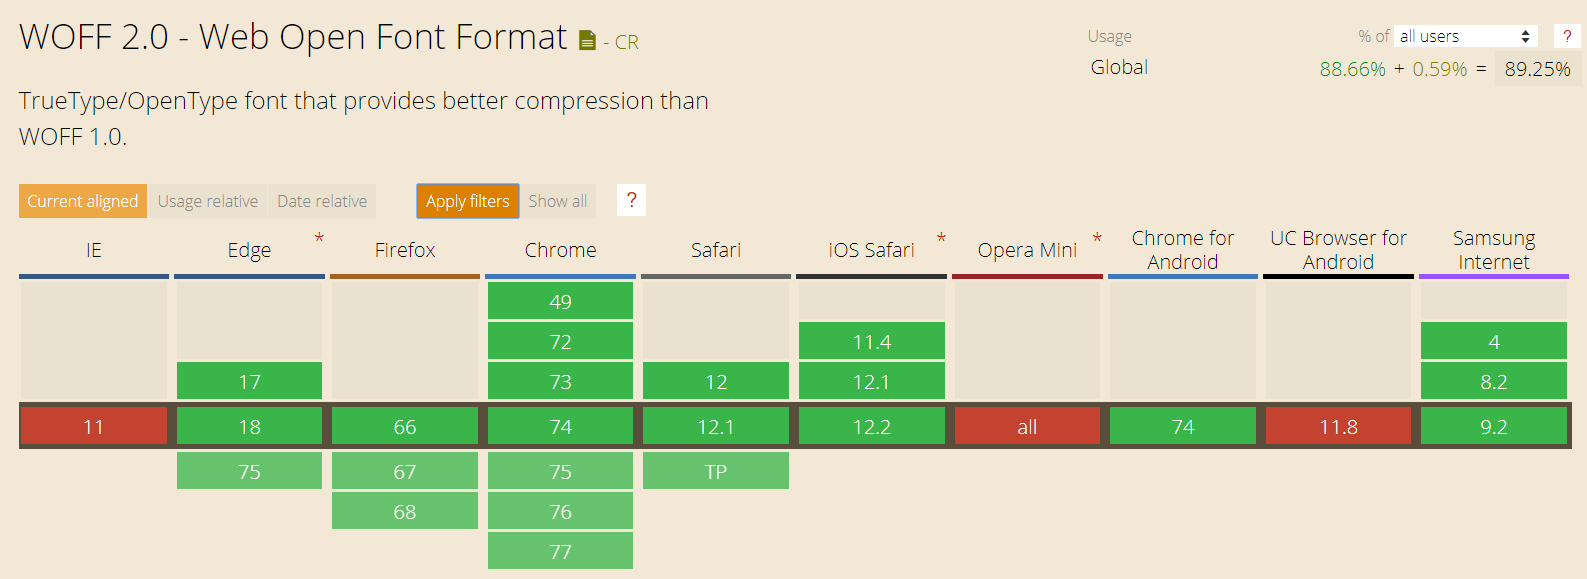 WOFF 2.0 - Web Open Font Format - CR
Usage % of all users ?
Global 88.66% + 0.59% = 89.25%
TrueType/OpenType font that provides better compression than
WOFF 1.0.
Current aligned Usage relative Date relative Apply filters Show all ?
IE Edge * Firefox Chrome Safari iOS Safari * Opera Mini * Chrome for Android UC Browser for Android Samsung Internet
49
72 11.4 4
17 73 12 12.1 8.2
11 18 66 74 12.1 12.2 all 74 11.8 9.2
75 67 75 TP
68 76
77